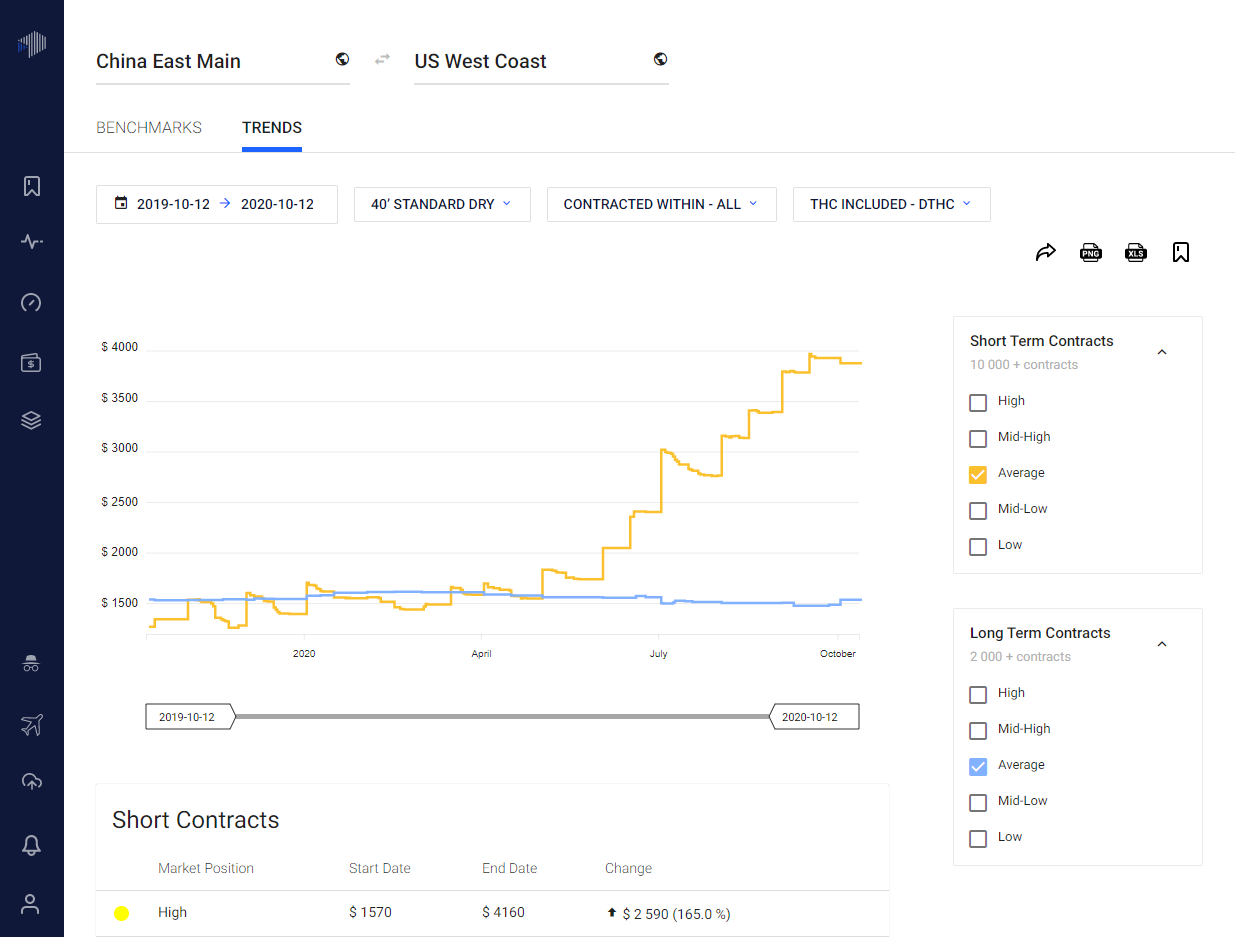 China East Main
US West Coast
BENCHMARKS
TRENDS
2019-10-12 → 2020-10-12
40’ STANDARD DRY
CONTRACTED WITHIN - ALL
THC INCLUDED - DTHC
PNG
XLS
$ 4000
$ 3500
$ 3000
$ 2500
$ 2000
$ 1500
2020
April
July
October
2019-10-12
2020-10-12
Short Term Contracts
10 000 + contracts
High
Mid-High
Average
Mid-Low
Low
Long Term Contracts
2 000 + contracts
High
Mid-High
Average
Mid-Low
Low
Short Contracts
Market Position Start Date End Date Change
High $ 1570 $ 4160 $ 2 590 (165.0 %)